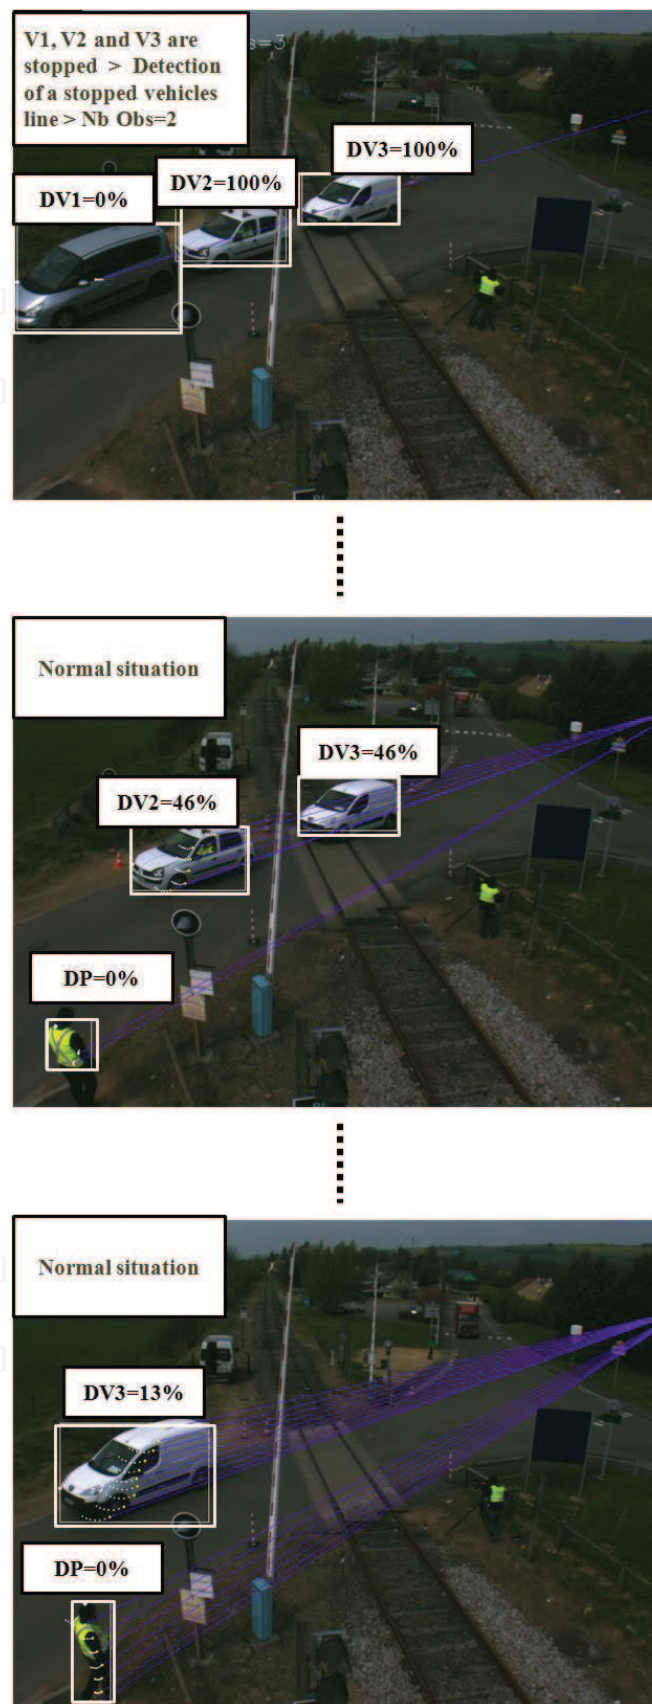 V1, V2 and V3 are
stopped > Detection
of a stopped vehicles
line > Nb Obs=2
s=3
DV3=100%
DV2=100%
DV1=0%
Normal situation
DV3=46%
DV2=46%
DP=0%
Normal situation
DV3=13%
DP=0%